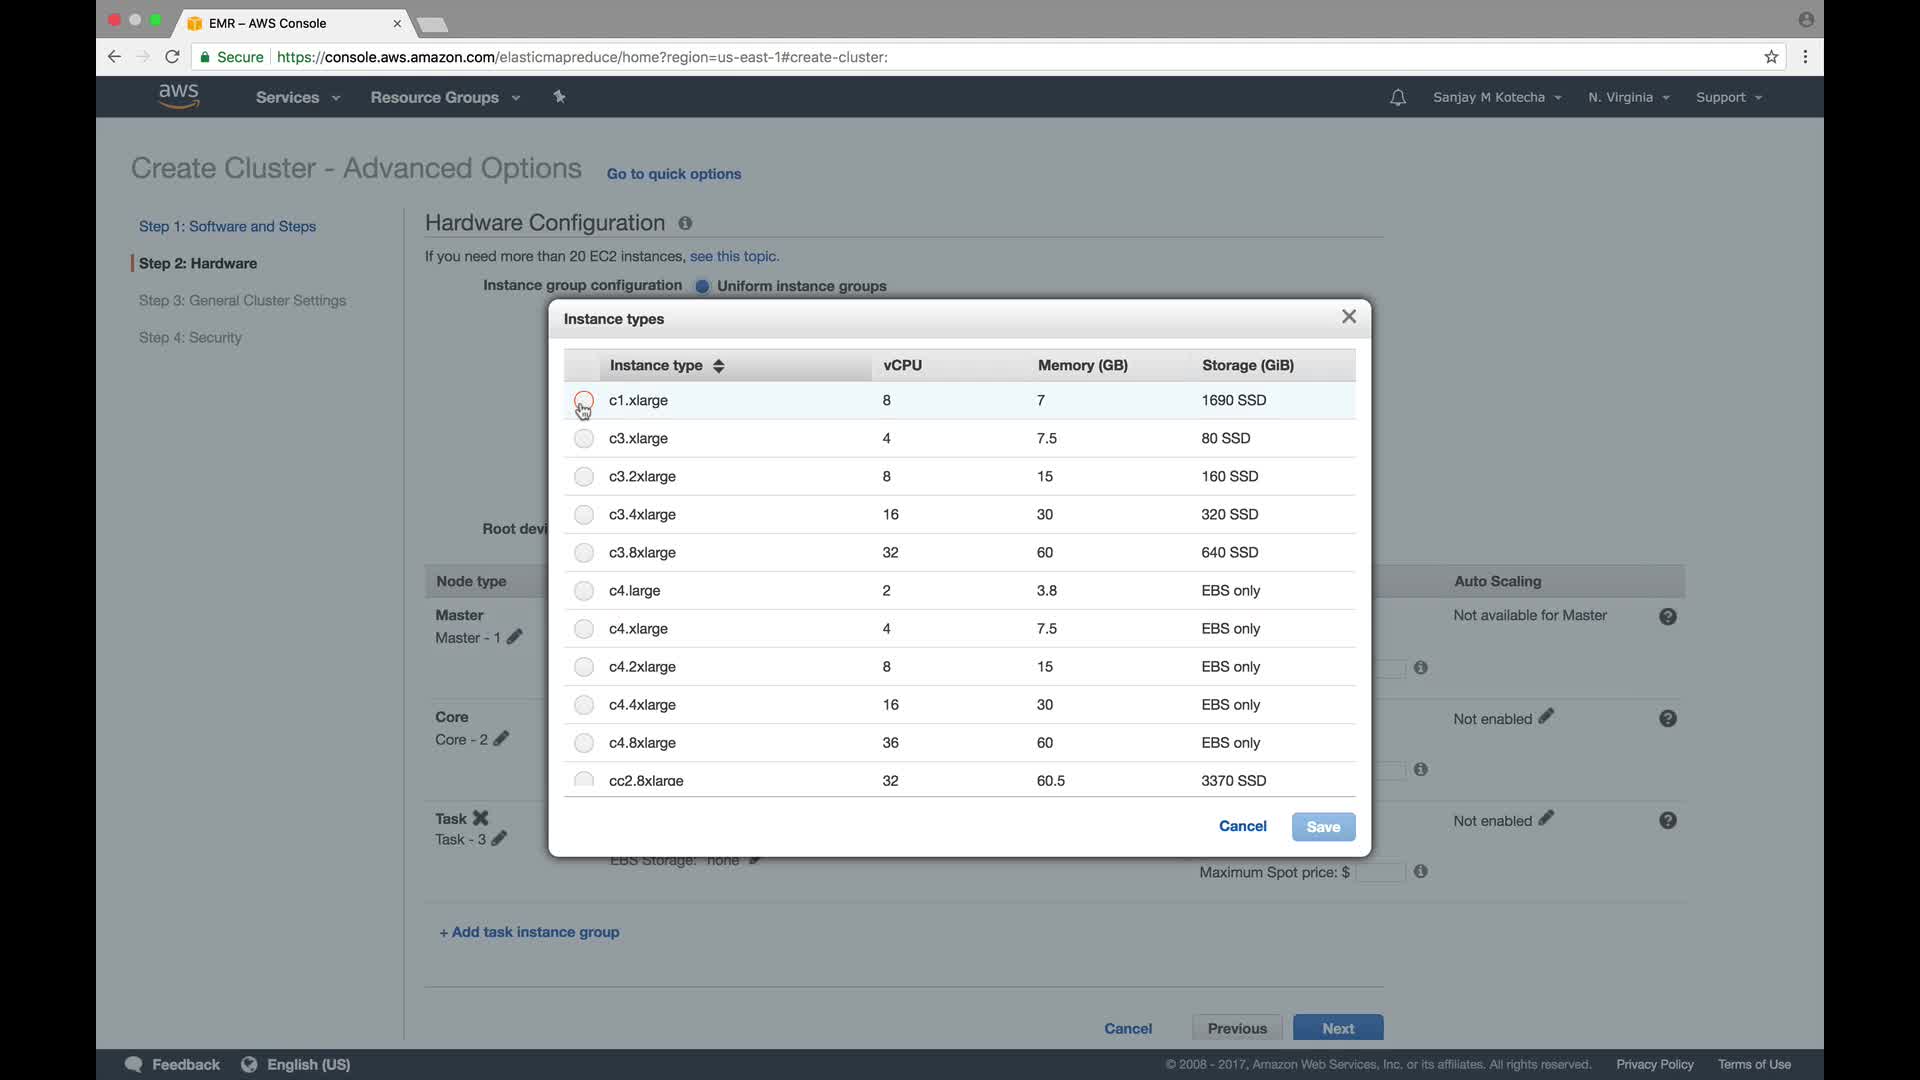 EMR – AWS Console
Secure https://console.aws.amazon.com/elasticmapreduce/home?region=us-east-1#create-cluster:
aws Services Resource Groups Sanjay M Kotecha N. Virginia Support
Create Cluster - Advanced Options Go to quick options
Step 1: Software and Steps
Step 2: Hardware
Step 3: General Cluster Settings
Step 4: Security
Hardware Configuration
If you need more than 20 EC2 instances, see this topic.
Instance group configuration Uniform instance groups
Instance types
Instance type vCPU Memory (GB) Storage (GiB)
c1.xlarge 8 7 1690 SSD
c3.xlarge 4 7.5 80 SSD
c3.2xlarge 8 15 160 SSD
c3.4xlarge 16 30 320 SSD
c3.8xlarge 32 60 640 SSD
c4.large 2 3.8 EBS only
c4.xlarge 4 7.5 EBS only
c4.2xlarge 8 15 EBS only
c4.4xlarge 16 30 EBS only
c4.8xlarge 36 60 EBS only
cc2.8xlarge 32 60.5 3370 SSD
Cancel Save
Root devi
Node type Auto Scaling
Master Not available for Master
Master - 1
Core Not enabled
Core - 2
Task Not enabled
Task - 3
EBS Storage: none
Maximum Spot price: $
+ Add task instance group
Cancel Previous Next
Feedback English (US) © 2008 - 2017, Amazon Web Services, Inc. or its affiliates. All rights reserved. Privacy Policy Terms of Use